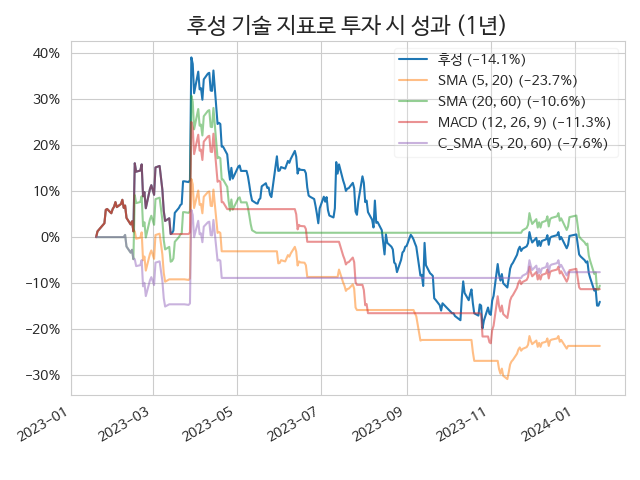 후성 기술 지표로 투자 시 성과 (1년)
40%
30%
20%
10%
0%
−10%
−20%
−30%
후성 (−14.1%)
SMA (5, 20) (−23.7%)
SMA (20, 60) (−10.6%)
MACD (12, 26, 9) (−11.3%)
C_SMA (5, 20, 60) (−7.6%)
2023−01
2023−03
2023−05
2023−07
2023−09
2023−11
2024−01